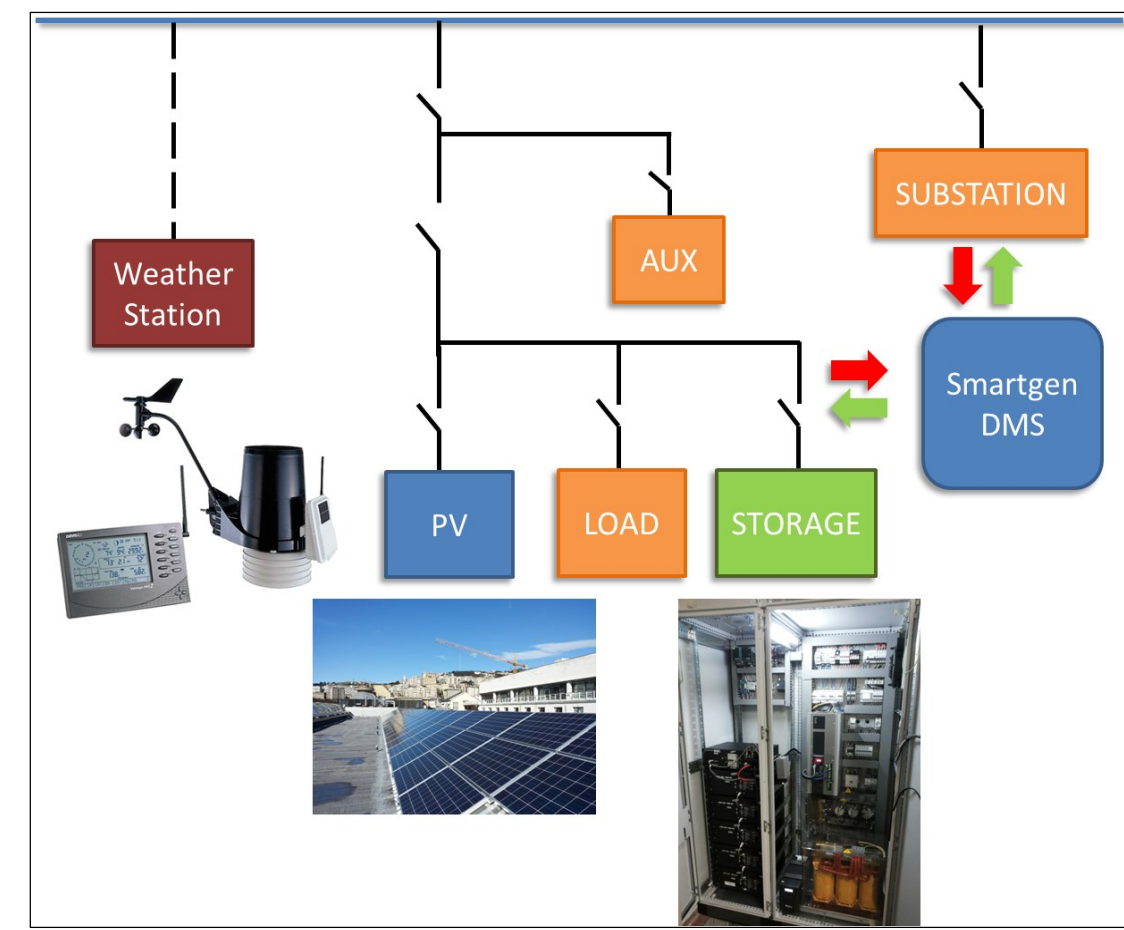 SUBSTATION
AUX
Weather
Station
Smartgen
DMS
PV
LOAD
STORAGE